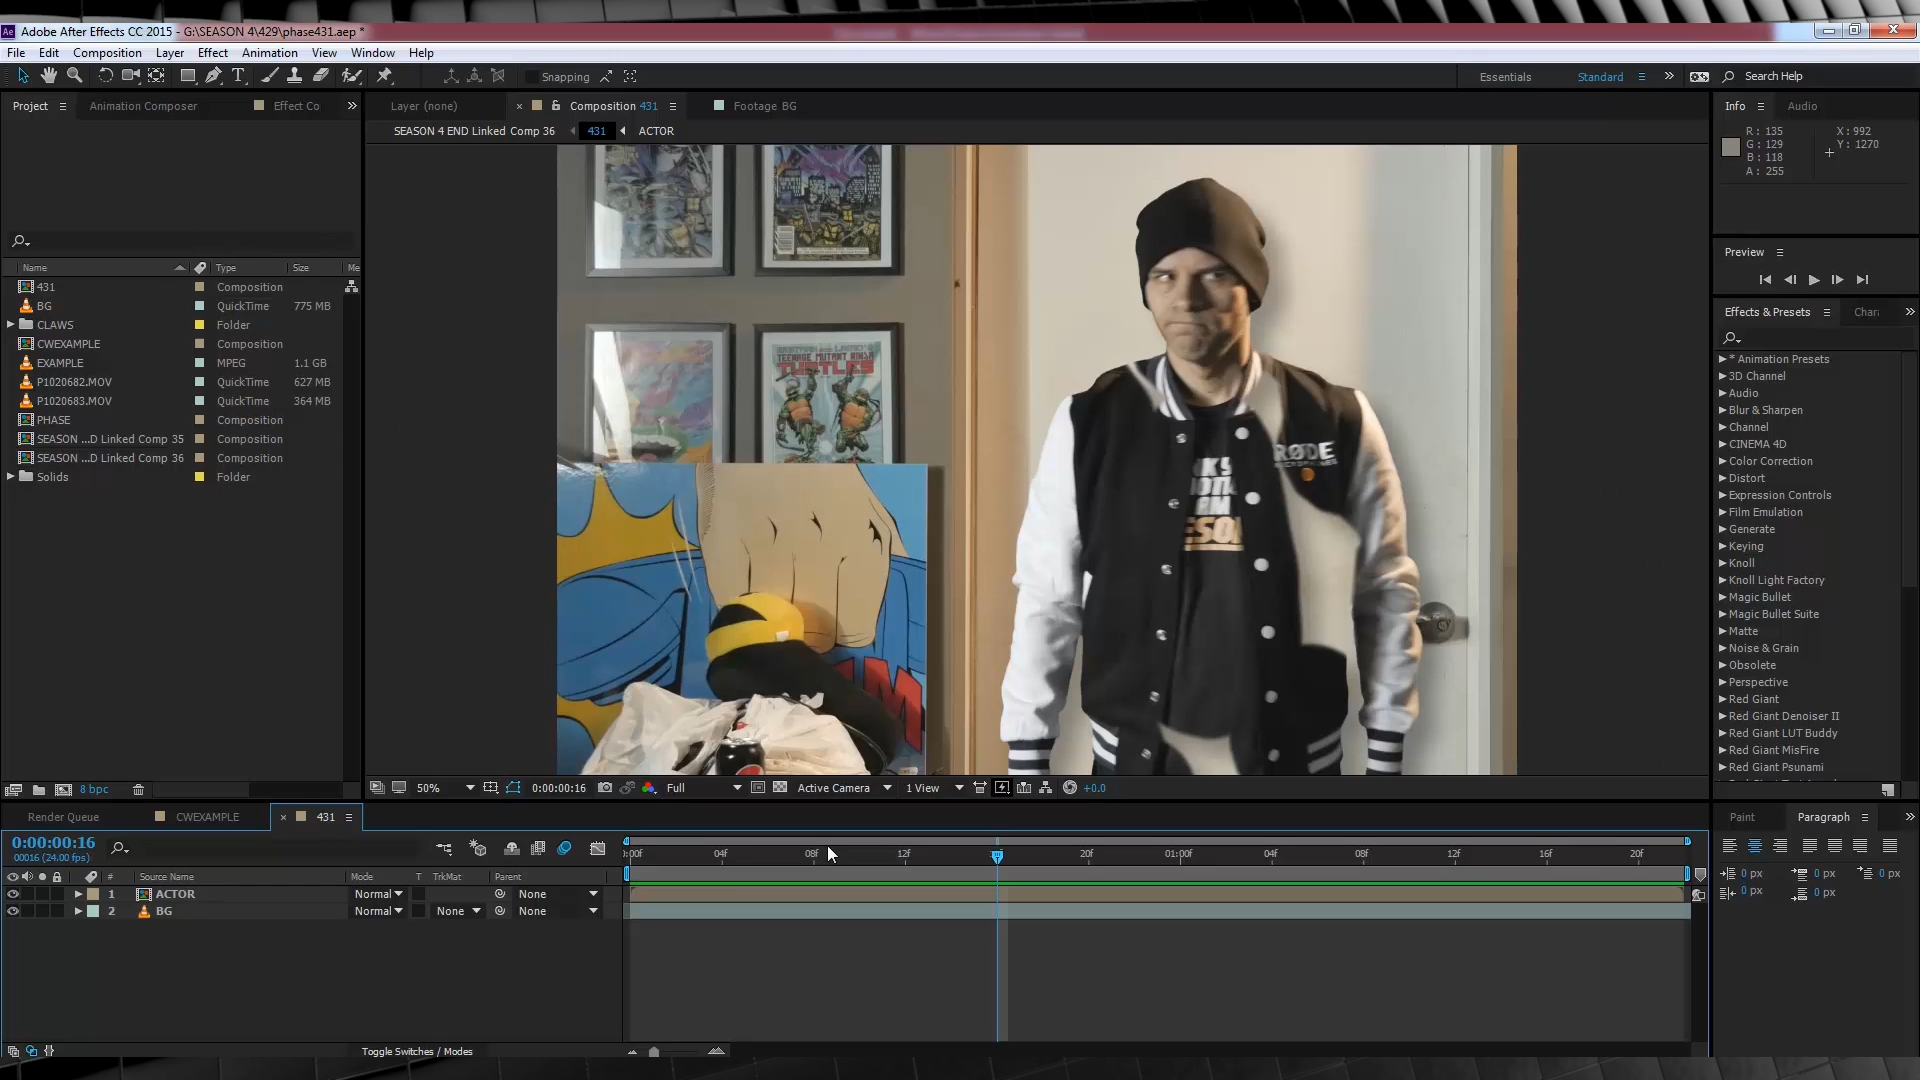 Adobe After Effects CC 2015 - G:\SEASON 4\429\phase431.aep *
File Edit Composition Layer Effect Animation View Window Help
Snapping
Essentials Standard Search Help
Project Animation Composer Effect Co
Layer (none) Composition 431 Footage BG
Info Audio
SEASON 4 END Linked Comp 36 431 ACTOR
R: 135 X: 992
G: 129 Y: 1270
B: 118
A: 255
Preview
Effects & Presets Chara
Name Type Size Me
431 Composition
BG QuickTime 775 MB
CLAWS Folder
CWEXAMPLE Composition
EXAMPLE MPEG 1.1 GB
P1020682.MOV QuickTime 627 MB
P1020683.MOV QuickTime 364 MB
PHASE Composition
SEASON ...D Linked Comp 35 Composition
SEASON ...D Linked Comp 36 Composition
Solids Folder
* Animation Presets
3D Channel
Audio
Blur & Sharpen
Channel
CINEMA 4D
Color Correction
Distort
Expression Controls
Film Emulation
Generate
Keying
Knoll
Knoll Light Factory
Magic Bullet
Magic Bullet Suite
Matte
Noise & Grain
Obsolete
Perspective
Red Giant
Red Giant Denoiser II
Red Giant LUT Buddy
Red Giant MisFire
Red Giant Psunami
TEENAGE MUTANT NINJA
TURTLES
RØDE
8 bpc
50% 0:00:00:16 Full Active Camera 1 View +0.0
Render Queue CWEXAMPLE 431
Paint Paragraph
0:00:00:16
00016 (24.00 fps)
0:00f 04f 08f 12f 20f 01:00f 04f 08f 12f 16f 20f
0 px 0 px 0 px
0 px 0 px
# Source Name Mode T TrkMat Parent
1 ACTOR Normal None
2 BG Normal None None
Toggle Switches / Modes